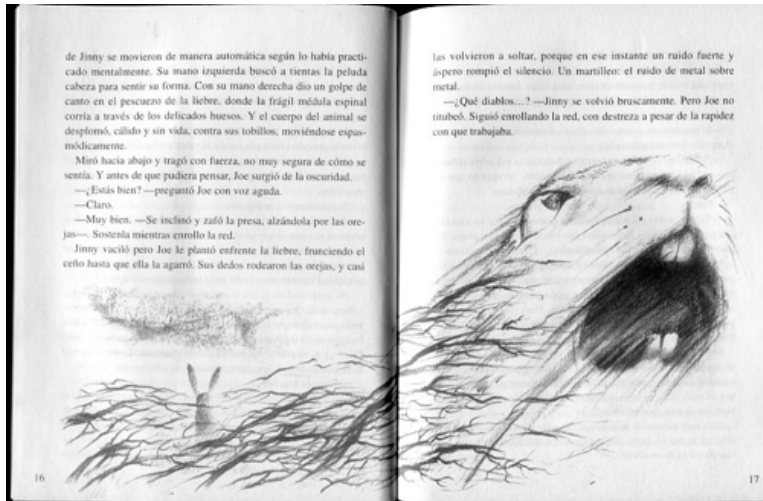 de Jinny se movieron de manera automática según lo había practi-
cado mentalmente. Su mano izquierda buscó a tientas la peluda
cabeza para sentir su forma. Con su mano derecha dio un golpe de
canto en el pescuezo de la liebre, donde la frágil médula espinal
corría a través de los delicados huesos. Y el cuerpo del animal se
desplomó, cálido y sin vida, contra sus tobillos, moviéndose espas-
módicamente.
Miró hacia abajo y tragó con fuerza, no muy segura de cómo se
sentía. Y antes de que pudiera pensar, Joe surgió de la oscuridad.
—¿Estás bien? —preguntó Joe con voz aguda.
—Claro.
—Muy bien. —Se inclinó y zafó la presa, alzándola por las ore-
jas—. Sostenla mientras enrollo la red.
Jinny vaciló pero Joe le plantó enfrente la liebre, frunciendo el
ceño hasta que ella la agarró. Sus dedos rodearon las orejas, y casi
16
las volvieron a soltar, porque en ese instante un ruido fuerte y
áspero rompió el silencio. Un martilleo: el ruido de metal sobre
metal.
—¿Qué diablos...? —Jinny se volvió bruscamente. Pero Joe no
titubeó. Siguió enrollando la red, con destreza a pesar de la rapidez
con que trabajaba.
17